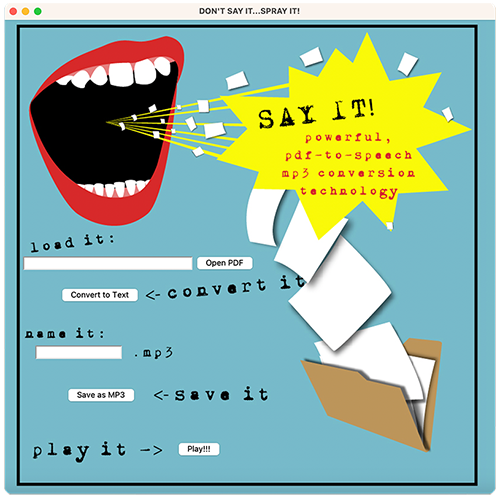 DON'T SAY IT...SPRAY IT!
SAY IT!
powerful,
pdf-to-speech
mp3 conversion
technology
load it:
Open PDF
Convert to Text <- convert it
name it:
.mp3
Save as MP3 <-save it
play it -> Play!!!